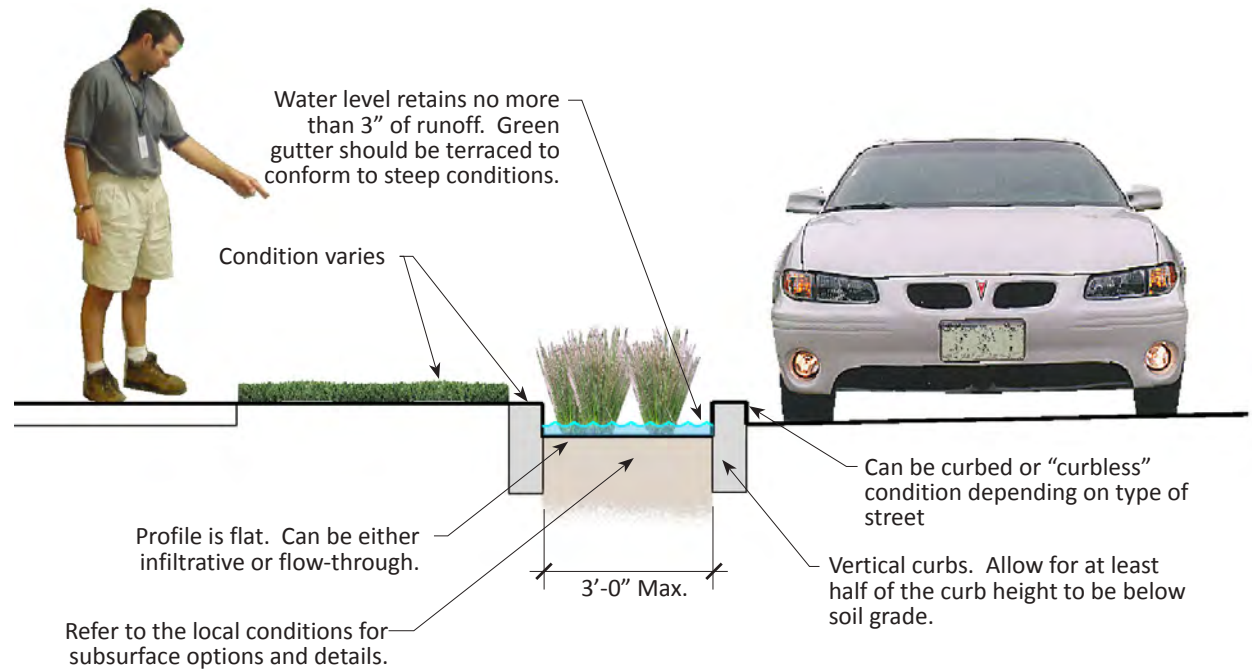 Water level retains no more
than 3” of runoff. Green
gutter should be terraced to
conform to steep conditions.
Condition varies
Profile is flat. Can be either
infiltrative or flow-through.
3’-0” Max.
Refer to the local conditions for
subsurface options and details.
Can be curbed or “curbless”
condition depending on type of
street
Vertical curbs. Allow for at least
half of the curb height to be below
soil grade.